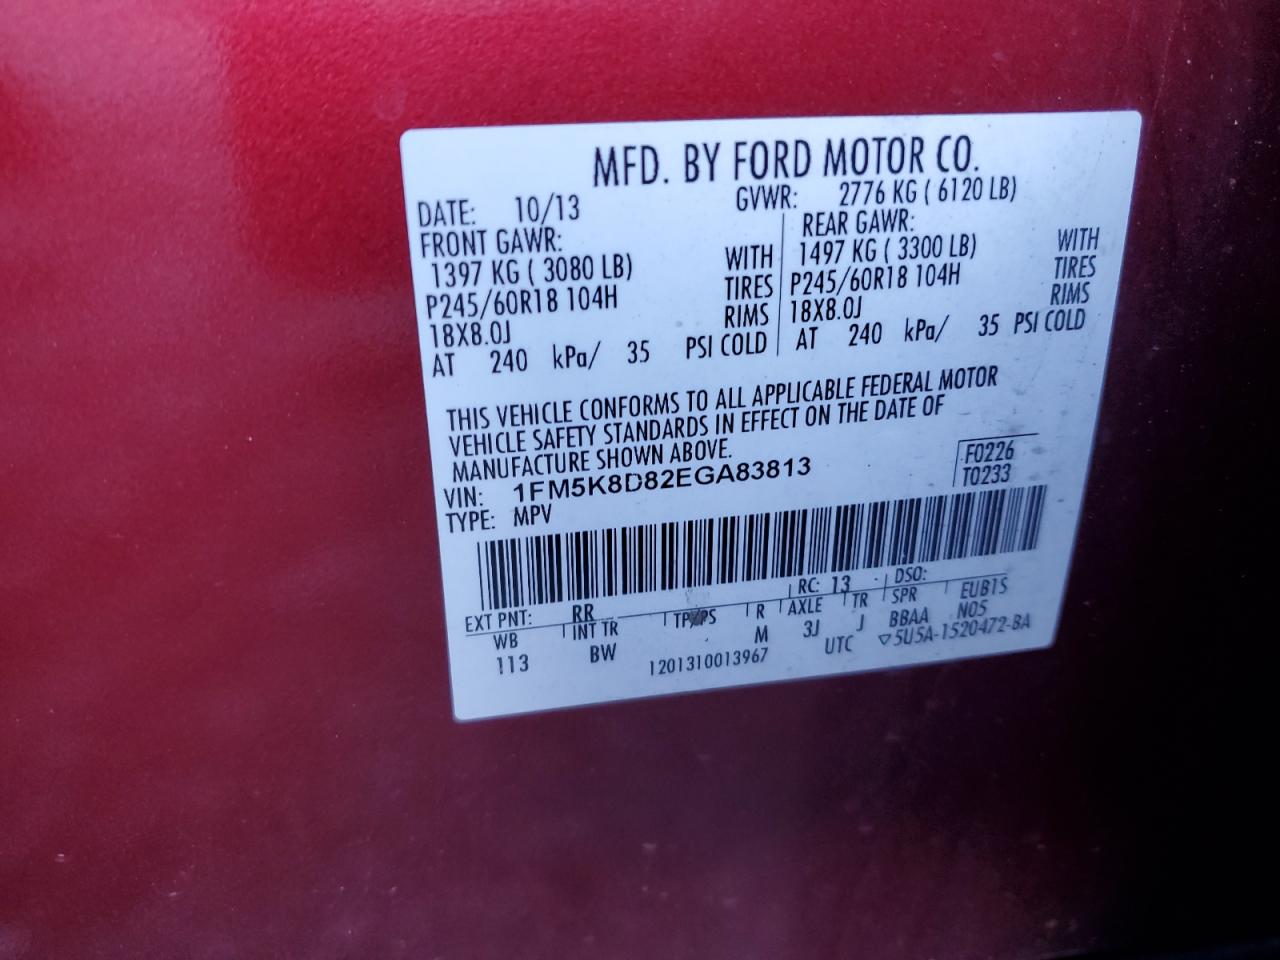 MFD. BY FORD MOTOR CO.
DATE: 10/13 GVWR: 2776 KG ( 6120 LB)
FRONT GAWR: REAR GAWR:
1397 KG ( 3080 LB) WITH 1497 KG ( 3300 LB) WITH
P245/60R18 104H TIRES P245/60R18 104H TIRES
18X8.0J RIMS 18X8.0J RIMS
AT 240 kPa/ 35 PSI COLD AT 240 kPa/ 35 PSI COLD
THIS VEHICLE CONFORMS TO ALL APPLICABLE FEDERAL MOTOR
VEHICLE SAFETY STANDARDS IN EFFECT ON THE DATE OF
MANUFACTURE SHOWN ABOVE.
F0226
VIN: 1FM5K8D82EGA83813
T0233
TYPE: MPV
EXT PNT: RR RC: 13 DSO:
WB INT TR TP/PS R AXLE TR SPR EUB1S
113 BW M 3J J BBAA N05
1201310013967 UTC ▽5U5A-1520472-BA